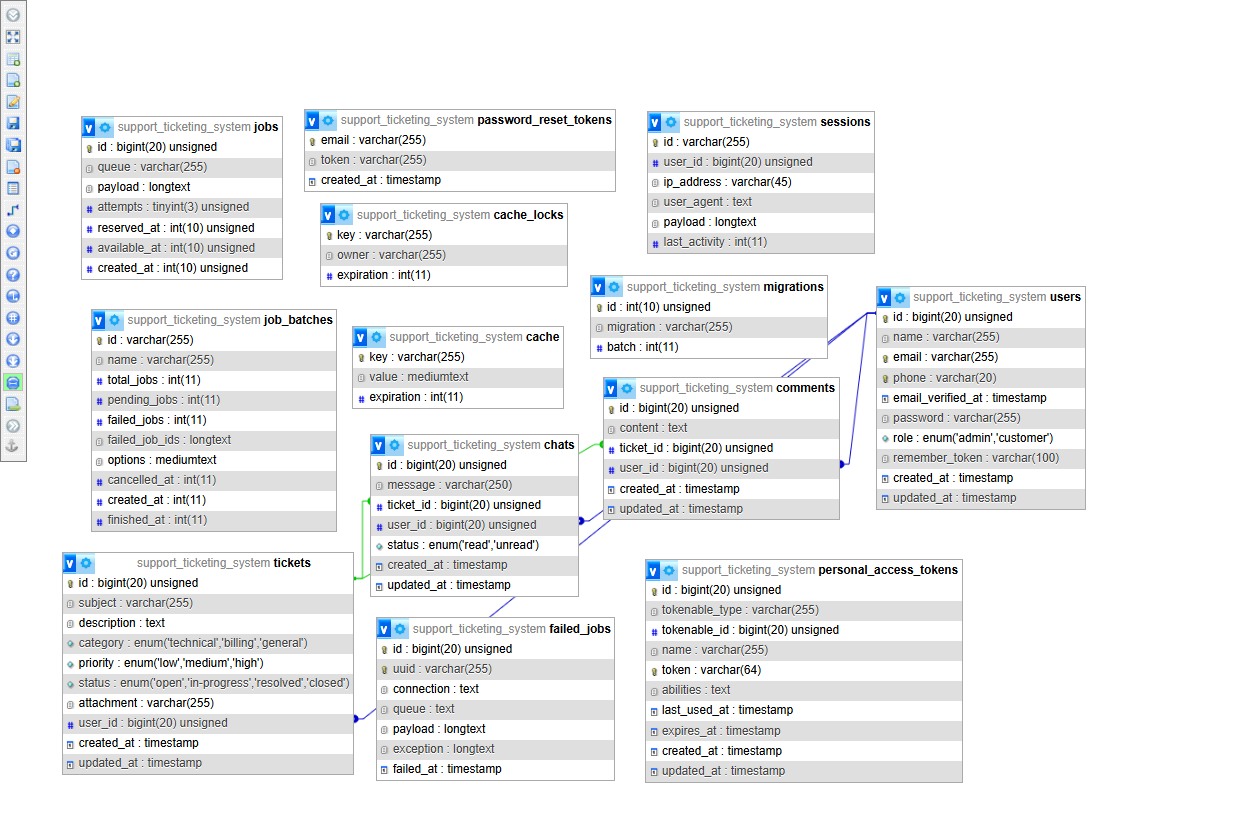 support_ticketing_system jobs
id : bigint(20) unsigned
queue : varchar(255)
payload : longtext
attempts : tinyint(3) unsigned
reserved_at : int(10) unsigned
available_at : int(10) unsigned
created_at : int(10) unsigned
support_ticketing_system password_reset_tokens
email : varchar(255)
token : varchar(255)
created_at : timestamp
support_ticketing_system sessions
id : varchar(255)
user_id : bigint(20) unsigned
ip_address : varchar(45)
user_agent : text
payload : longtext
last_activity : int(11)
support_ticketing_system cache_locks
key : varchar(255)
owner : varchar(255)
expiration : int(11)
support_ticketing_system migrations
id : int(10) unsigned
migration : varchar(255)
batch : int(11)
support_ticketing_system users
id : bigint(20) unsigned
name : varchar(255)
email : varchar(255)
phone : varchar(20)
email_verified_at : timestamp
password : varchar(255)
role : enum('admin','customer')
remember_token : varchar(100)
created_at : timestamp
updated_at : timestamp
support_ticketing_system job_batches
id : varchar(255)
name : varchar(255)
total_jobs : int(11)
pending_jobs : int(11)
failed_jobs : int(11)
failed_job_ids : longtext
options : mediumtext
cancelled_at : int(11)
created_at : int(11)
finished_at : int(11)
support_ticketing_system cache
key : varchar(255)
value : mediumtext
expiration : int(11)
support_ticketing_system comments
id : bigint(20) unsigned
content : text
ticket_id : bigint(20) unsigned
user_id : bigint(20) unsigned
created_at : timestamp
updated_at : timestamp
support_ticketing_system chats
id : bigint(20) unsigned
message : varchar(250)
ticket_id : bigint(20) unsigned
user_id : bigint(20) unsigned
status : enum('read','unread')
created_at : timestamp
updated_at : timestamp
support_ticketing_system tickets
id : bigint(20) unsigned
subject : varchar(255)
description : text
category : enum('technical','billing','general')
priority : enum('low','medium','high')
status : enum('open','in-progress','resolved','closed')
attachment : varchar(255)
user_id : bigint(20) unsigned
created_at : timestamp
updated_at : timestamp
support_ticketing_system failed_jobs
id : bigint(20) unsigned
uuid : varchar(255)
connection : text
queue : text
payload : longtext
exception : longtext
failed_at : timestamp
support_ticketing_system personal_access_tokens
id : bigint(20) unsigned
tokenable_type : varchar(255)
tokenable_id : bigint(20) unsigned
name : varchar(255)
token : varchar(64)
abilities : text
last_used_at : timestamp
expires_at : timestamp
created_at : timestamp
updated_at : timestamp